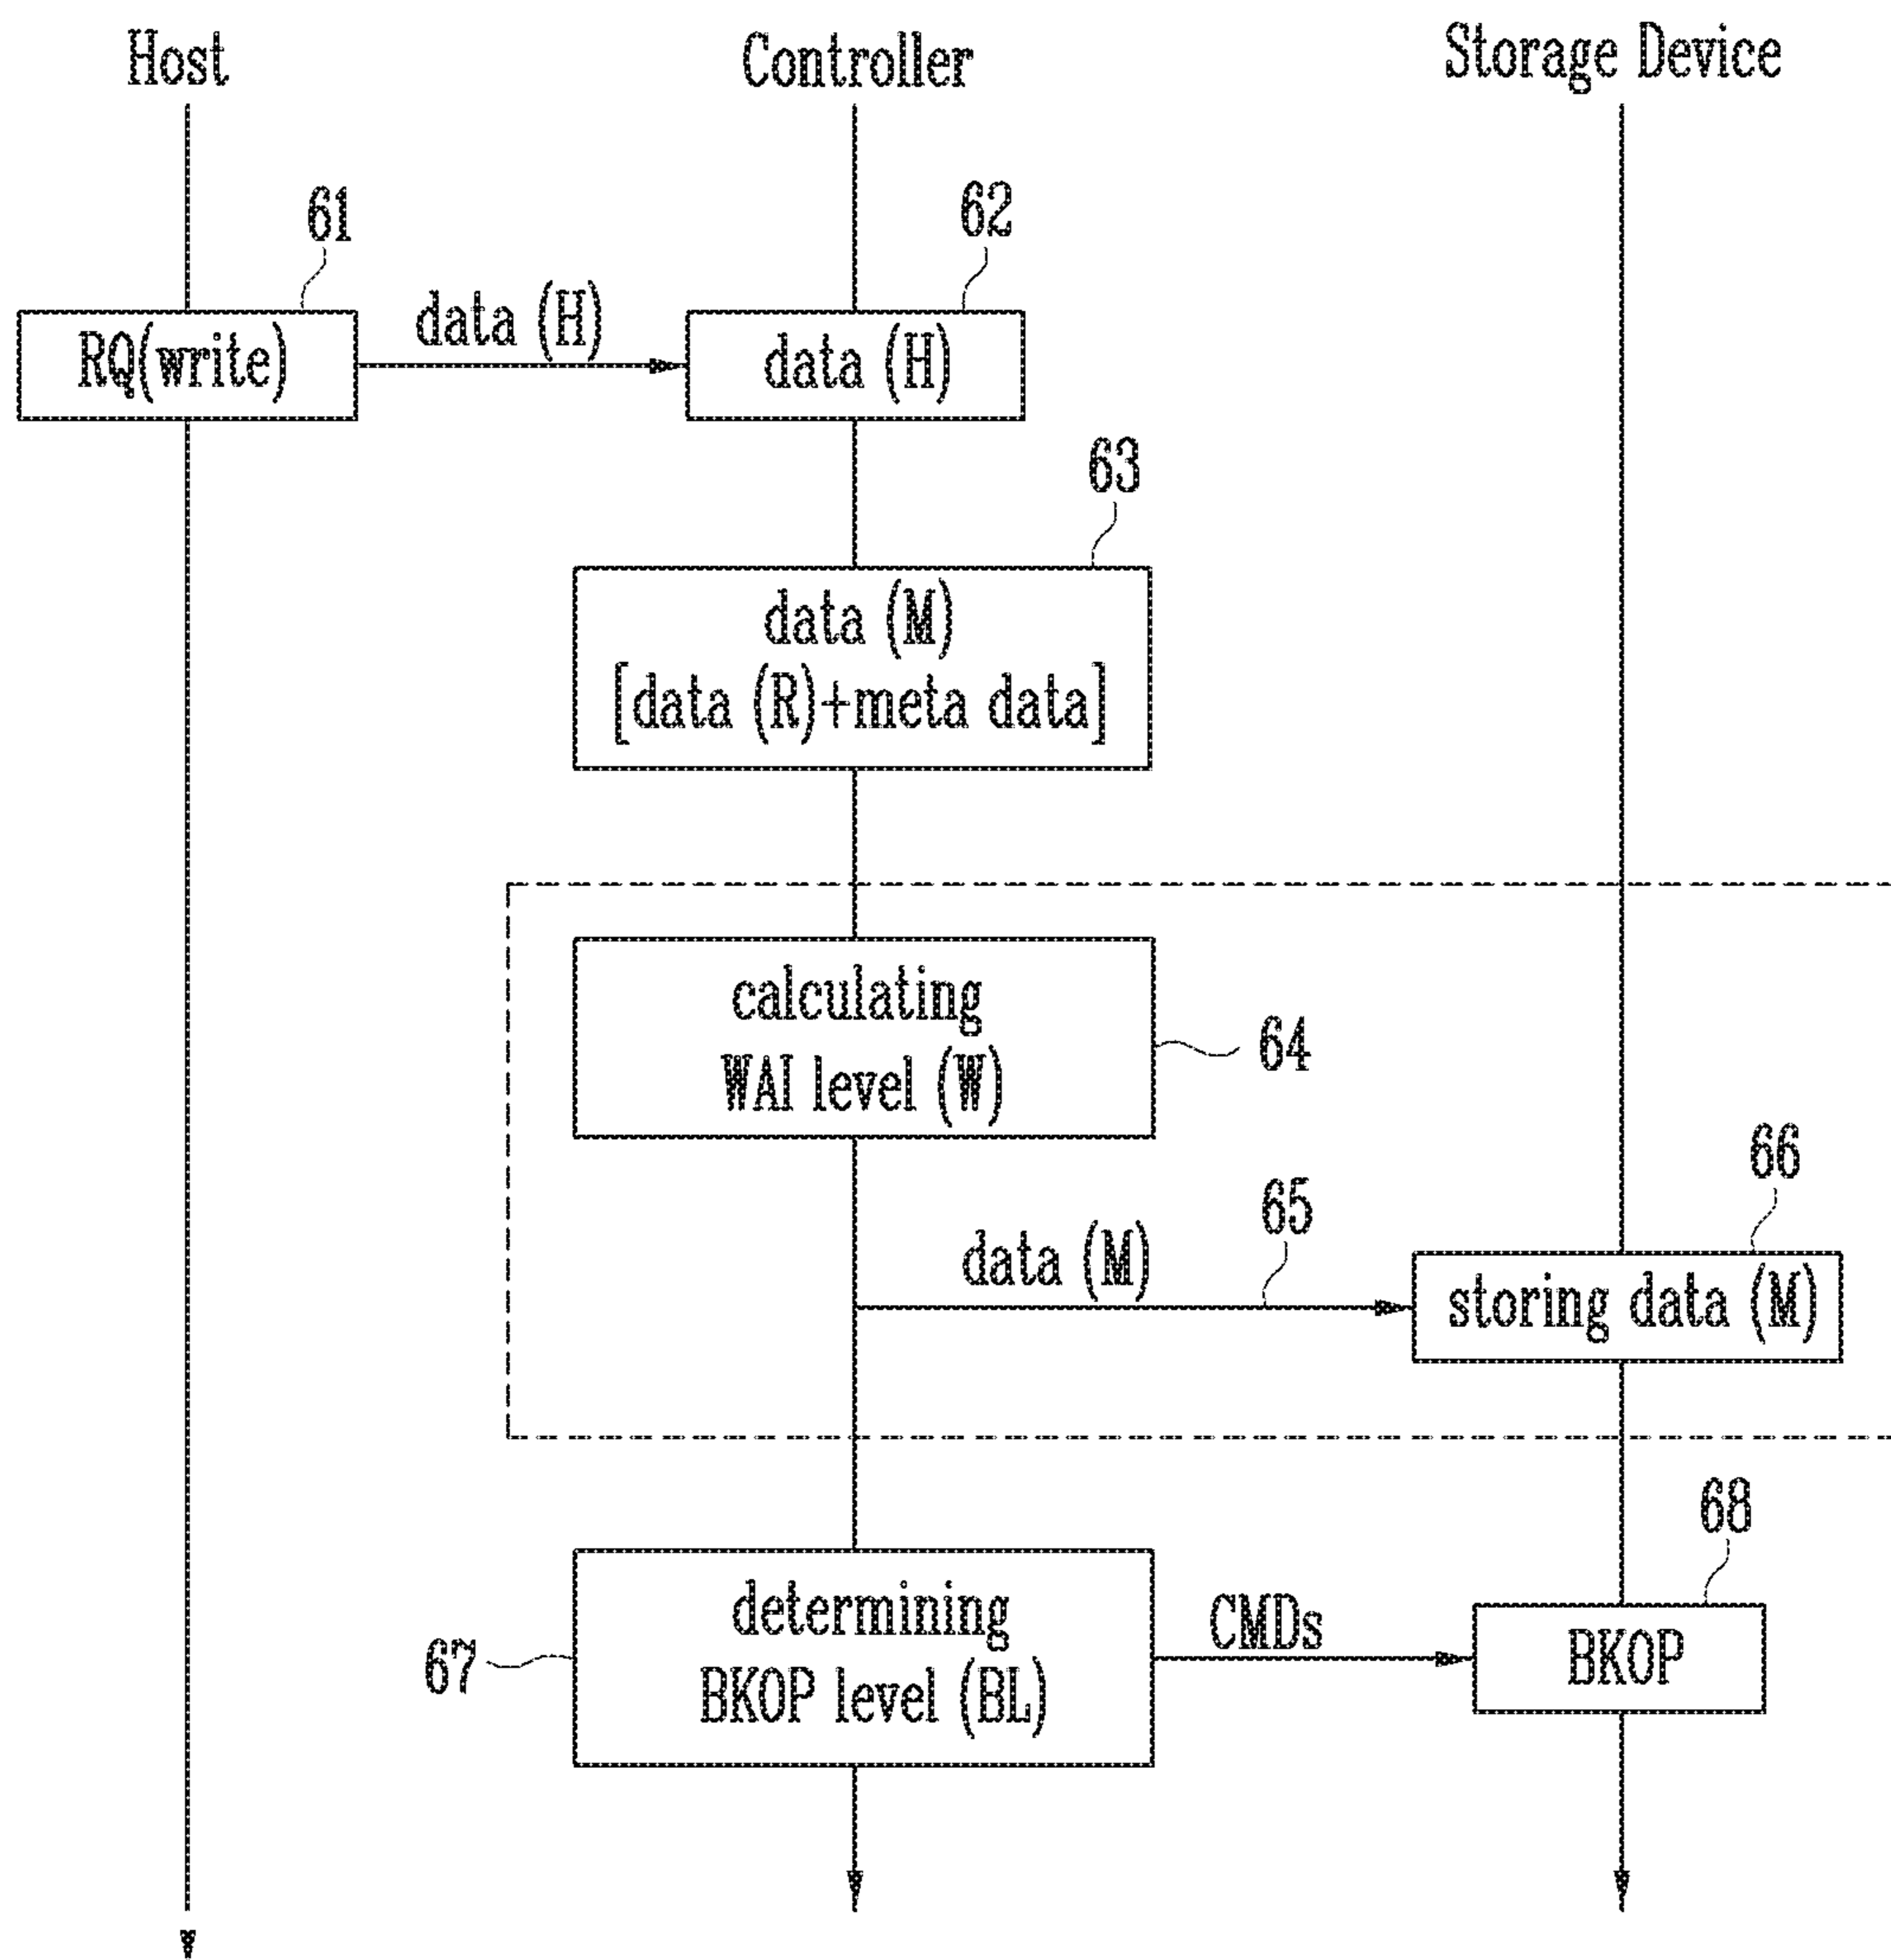 Host
Controller
Storage Device
61
62
RQ(write)
data (H)
data (H)
63
data (M)
[data (R)+meta data]
calculating
WAI level (W)
64
65
66
data (M)
storing data (M)
68
67
determining
BKOP level (BL)
CMDs
BKOP